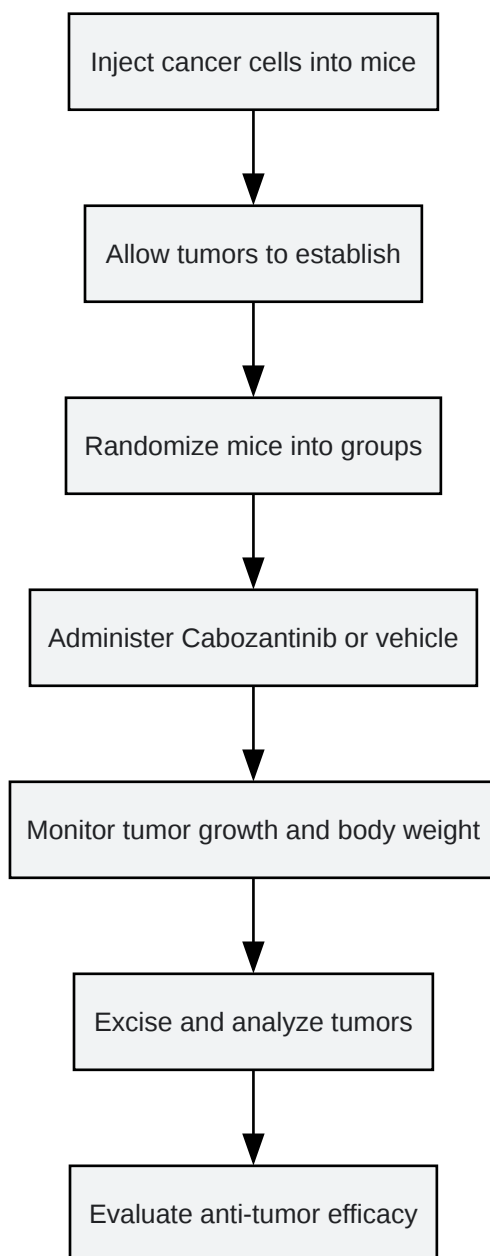 Inject cancer cells into mice
Allow tumors to establish
Randomize mice into groups
Administer Cabozantinib or vehicle
Monitor tumor growth and body weight
Excise and analyze tumors
Evaluate anti-tumor efficacy